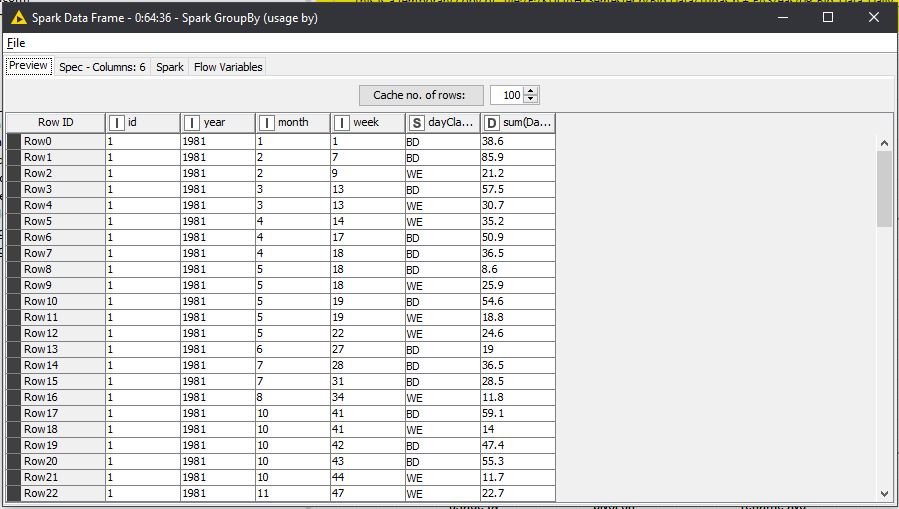 Spark Data Frame - 0:64:36 - Spark GroupBy (usage by)
File
Preview Spec - Columns: 6 Spark Flow Variables
Cache no. of rows: 100
Row ID I id I year I month I week S dayCla... D sum(Da...
Row0 1 1981 1 1 BD 38.6
Row1 1 1981 2 7 BD 85.9
Row2 1 1981 2 9 WE 21.2
Row3 1 1981 3 13 BD 57.5
Row4 1 1981 3 13 WE 30.7
Row5 1 1981 4 14 WE 35.2
Row6 1 1981 4 17 BD 50.9
Row7 1 1981 4 18 BD 36.5
Row8 1 1981 5 18 BD 8.6
Row9 1 1981 5 18 WE 25.9
Row10 1 1981 5 19 BD 54.6
Row11 1 1981 5 19 WE 18.8
Row12 1 1981 5 22 WE 24.6
Row13 1 1981 6 27 BD 19
Row14 1 1981 7 28 BD 36.5
Row15 1 1981 7 31 BD 28.5
Row16 1 1981 8 34 WE 11.8
Row17 1 1981 10 41 BD 59.1
Row18 1 1981 10 41 WE 14
Row19 1 1981 10 42 BD 47.4
Row20 1 1981 10 43 BD 55.3
Row21 1 1981 10 44 WE 11.7
Row22 1 1981 11 47 WE 22.7